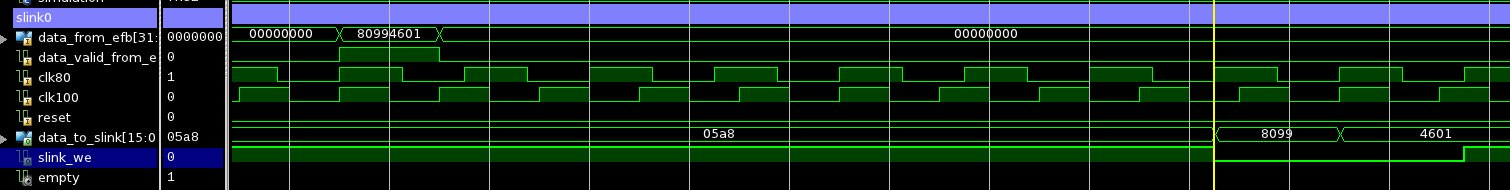 slink0
data_from_efb[31: 0000000 00000000 80994601 00000000
data_valid_from_e 0
clk80 1
clk100 0
reset 0
data_to_slink[15:0 05a8 05a8 8099 4601
slink_we 0
empty 1